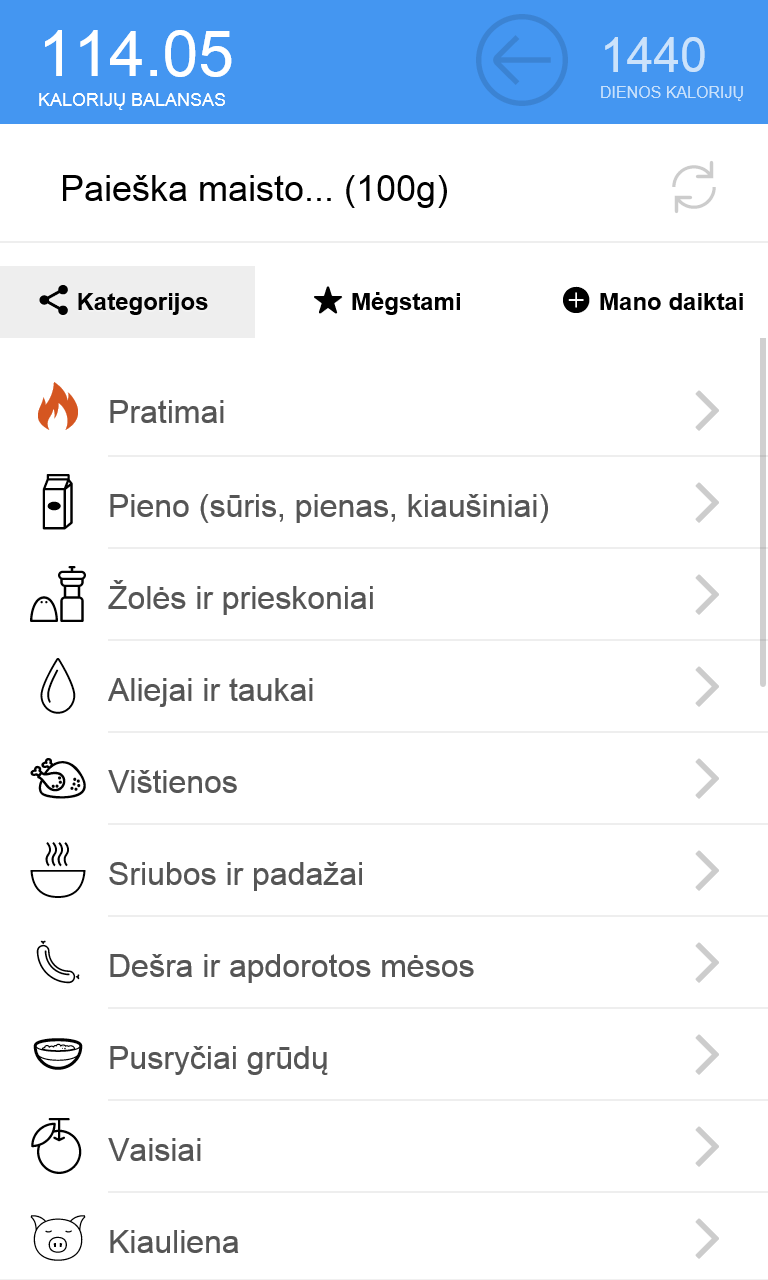 114.05
KALORIJŲ BALANSAS
1440
DIENOS KALORIJŲ
Paieška maisto... (100g)
Kategorijos
Mėgstami
Mano daiktai
Pratimai
Pieno (sūris, pienas, kiaušiniai)
Žolės ir prieskoniai
Aliejai ir taukai
Vištienos
Sriubos ir padažai
Dešra ir apdorotos mėsos
Pusryčiai grūdų
Vaisiai
Kiauliena